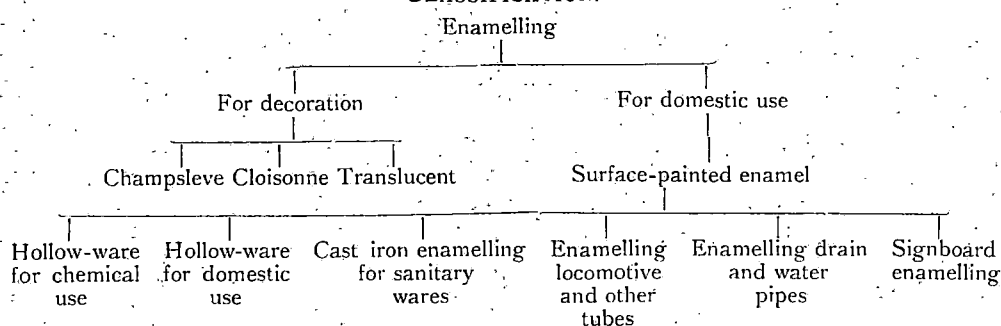 Enamelling
For decoration For domestic use
Champsleve Cloisonne Translucent Surface-painted enamel
Hollow-ware Hollow-ware Cast iron enamelling Enamelling Enamelling drain Signboard
for chemical for domestic for sanitary locomotive and water enamelling
use use wares and other pipes
tubes